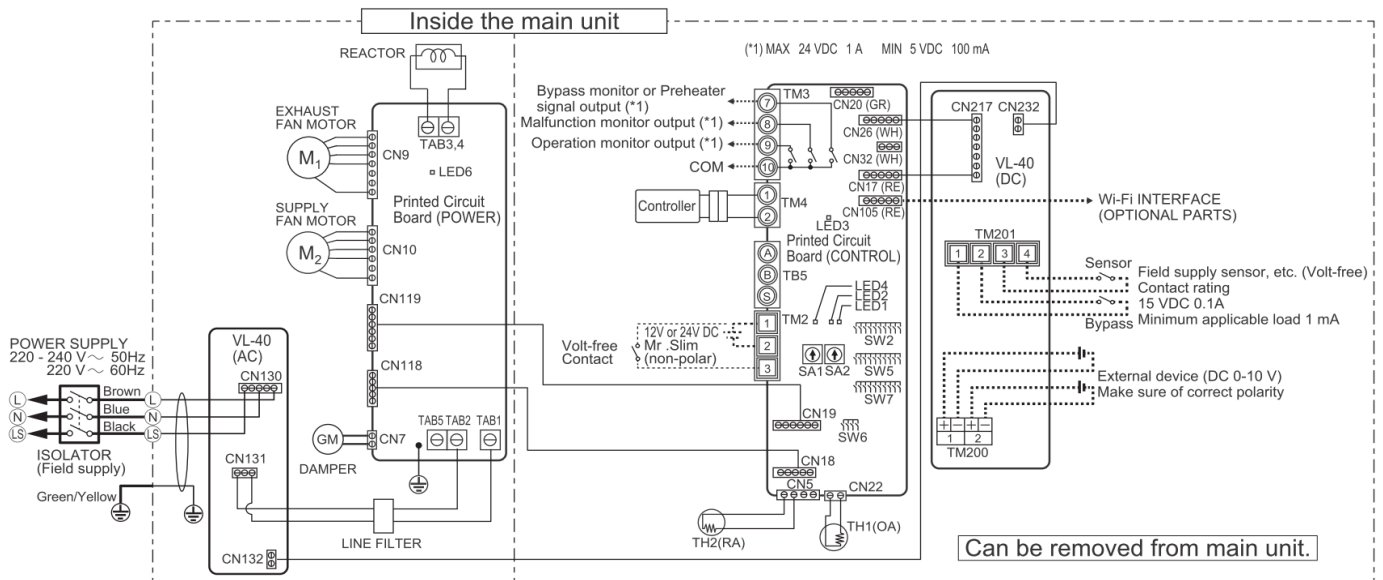 Inside the main unit
REACTOR
(*1) MAX 24 VDC 1 A MIN 5 VDC 100 mA
EXHAUST
FAN MOTOR
M1
CN9
TAB3,4
LED6
Printed Circuit
Board (POWER)
SUPPLY
FAN MOTOR
M2
CN10
CN119
CN118
CN7
TAB5 TAB2 TAB1
GM
DAMPER
LINE FILTER
POWER SUPPLY
220 - 240 V～ 50Hz
220 V～ 60Hz
L
N
LS
Brown
Blue
Black
L
N
LS
ISOLATOR
(Field supply)
Green/Yellow
VL-40
(AC)
CN130
CN131
CN132
Bypass monitor or Preheater
signal output (*1)
Malfunction monitor output (*1)
Operation monitor output (*1)
COM
TM3
7
8
9
10
Controller
1
2
TM4
A
B
S
TB5
TM2
1
2
3
12V or 24V DC
Mr .Slim
(non-polar)
Volt-free
Contact
CN20 (GR)
CN26 (WH)
CN32 (WH)
CN17 (RE)
CN105 (RE)
LED3
Printed Circuit
Board (CONTROL)
LED4
LED2
LED1
SW2
SA1 SA2
SW5
SW7
CN19
SW6
CN18
CN5
CN22
TH2(RA)
TH1(OA)
CN217 CN232
VL-40
(DC)
Wi-Fi INTERFACE
(OPTIONAL PARTS)
TM201
1 2 3 4
Sensor
Field supply sensor, etc. (Volt-free)
Contact rating
15 VDC 0.1A
Bypass Minimum applicable load 1 mA
External device (DC 0-10 V)
Make sure of correct polarity
+ − + −
1 2
TM200
Can be removed from main unit.